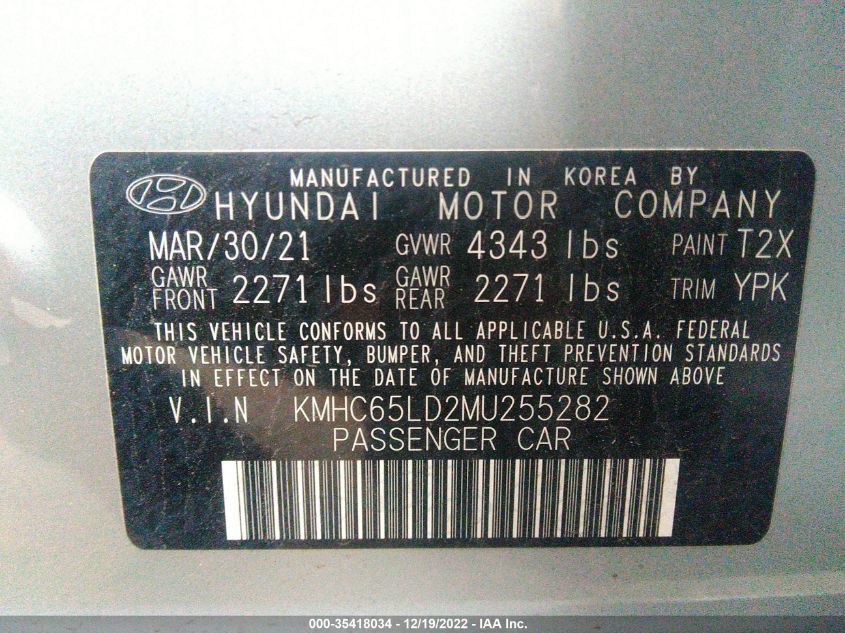 MANUFACTURED IN KOREA BY
HYUNDAI MOTOR COMPANY
MAR/30/21 GVWR 4343 lbs PAINT T2X
GAWR FRONT 2271 lbs GAWR REAR 2271 lbs TRIM YPK
THIS VEHICLE CONFORMS TO ALL APPLICABLE U.S.A. FEDERAL
MOTOR VEHICLE SAFETY, BUMPER, AND THEFT PREVENTION STANDARDS
IN EFFECT ON THE DATE OF MANUFACTURE SHOWN ABOVE
V.I.N KMHC65LD2MU255282
PASSENGER CAR
000-35418034 - 12/19/2022 - IAA Inc.